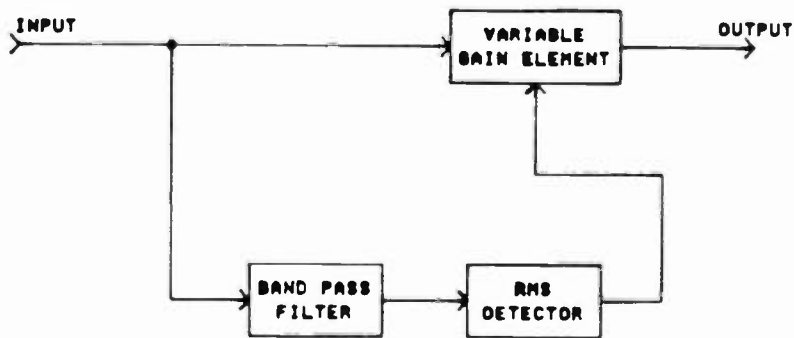 INPUT
VARIABLE
GAIN ELEMENT
OUTPUT
BAND PASS
FILTER
RMS
DETECTOR